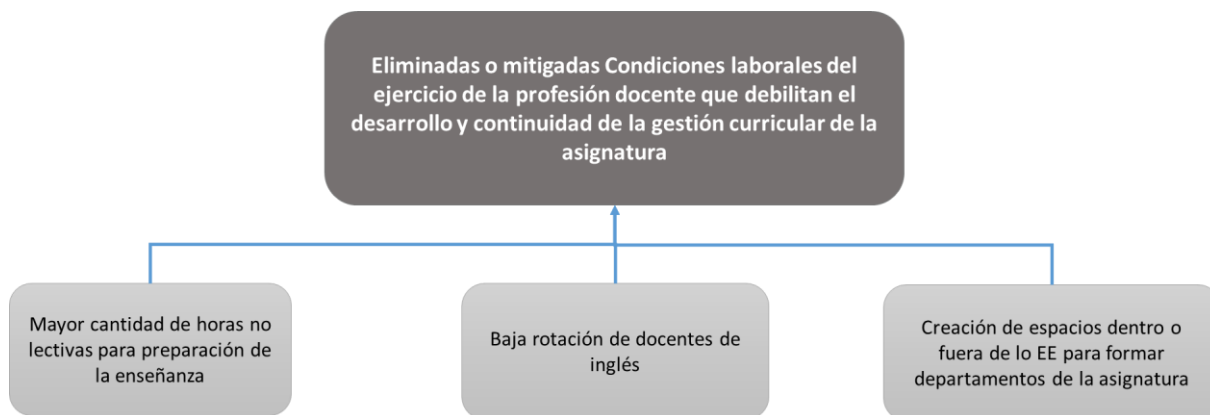 Eliminadas o mitigadas Condiciones laborales del
ejercicio de la profesión docente que debilitan el
desarrollo y continuidad de la gestión curricular de la
asignatura
Mayor cantidad de horas no
lectivas para preparación de
la enseñanza
Baja rotación de docentes de
inglés
Creación de espacios dentro o
fuera de lo EE para formar
departamentos de la asignatura